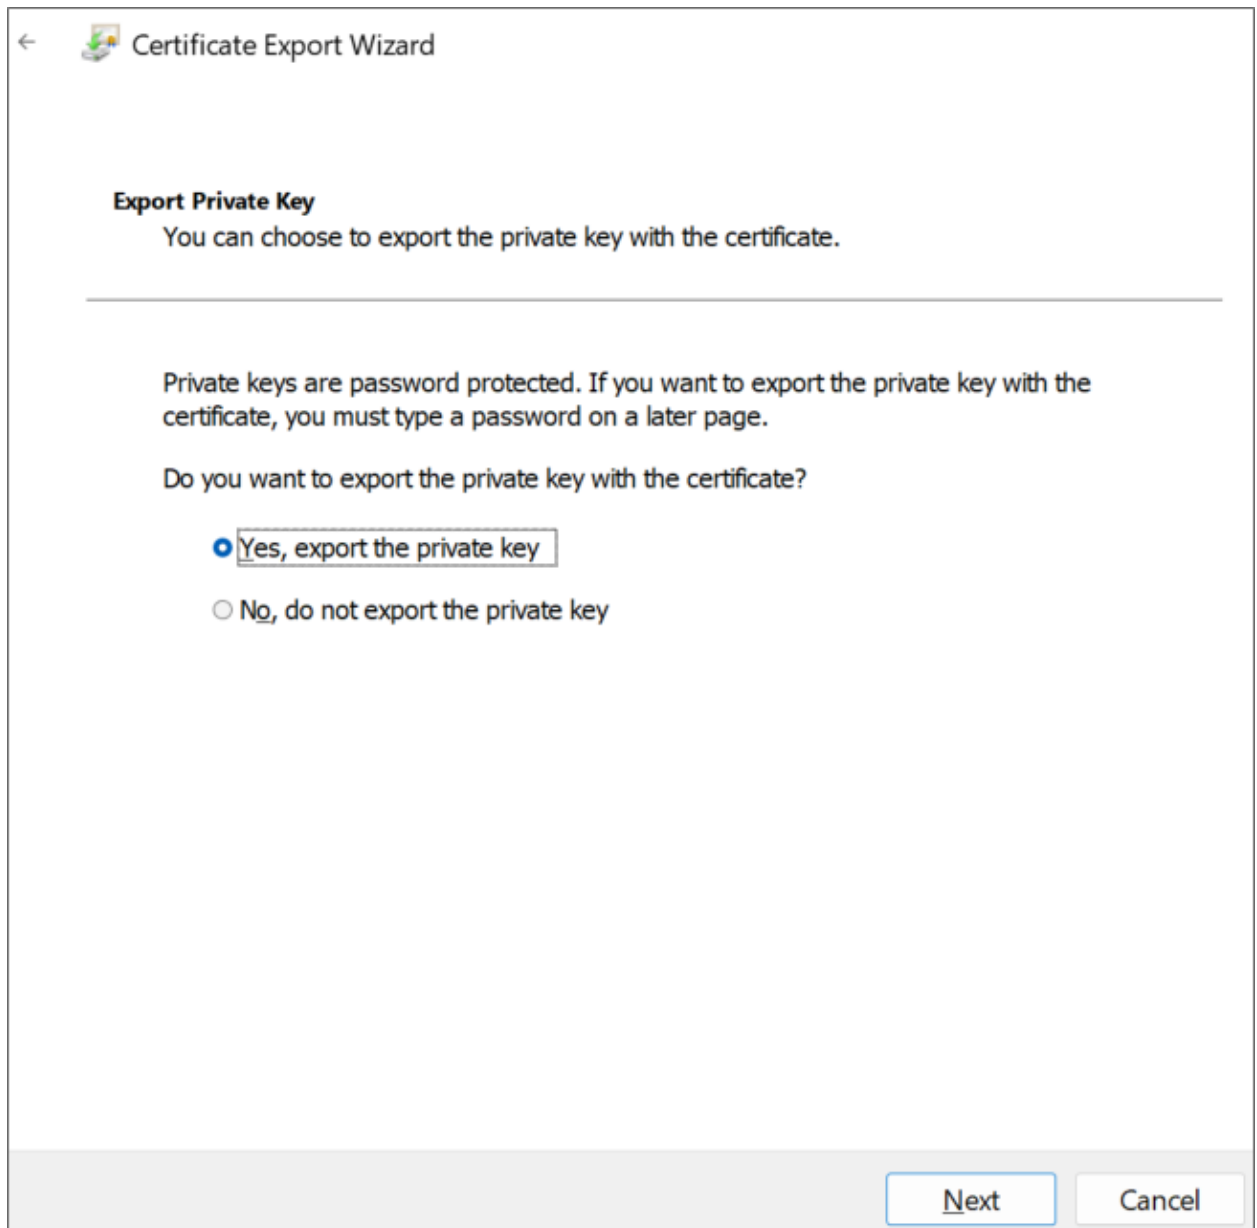 Certificate Export Wizard
Export Private Key
You can choose to export the private key with the certificate.
Private keys are password protected. If you want to export the private key with the
certificate, you must type a password on a later page.
Do you want to export the private key with the certificate?
Yes, export the private key
No, do not export the private key
Next
Cancel